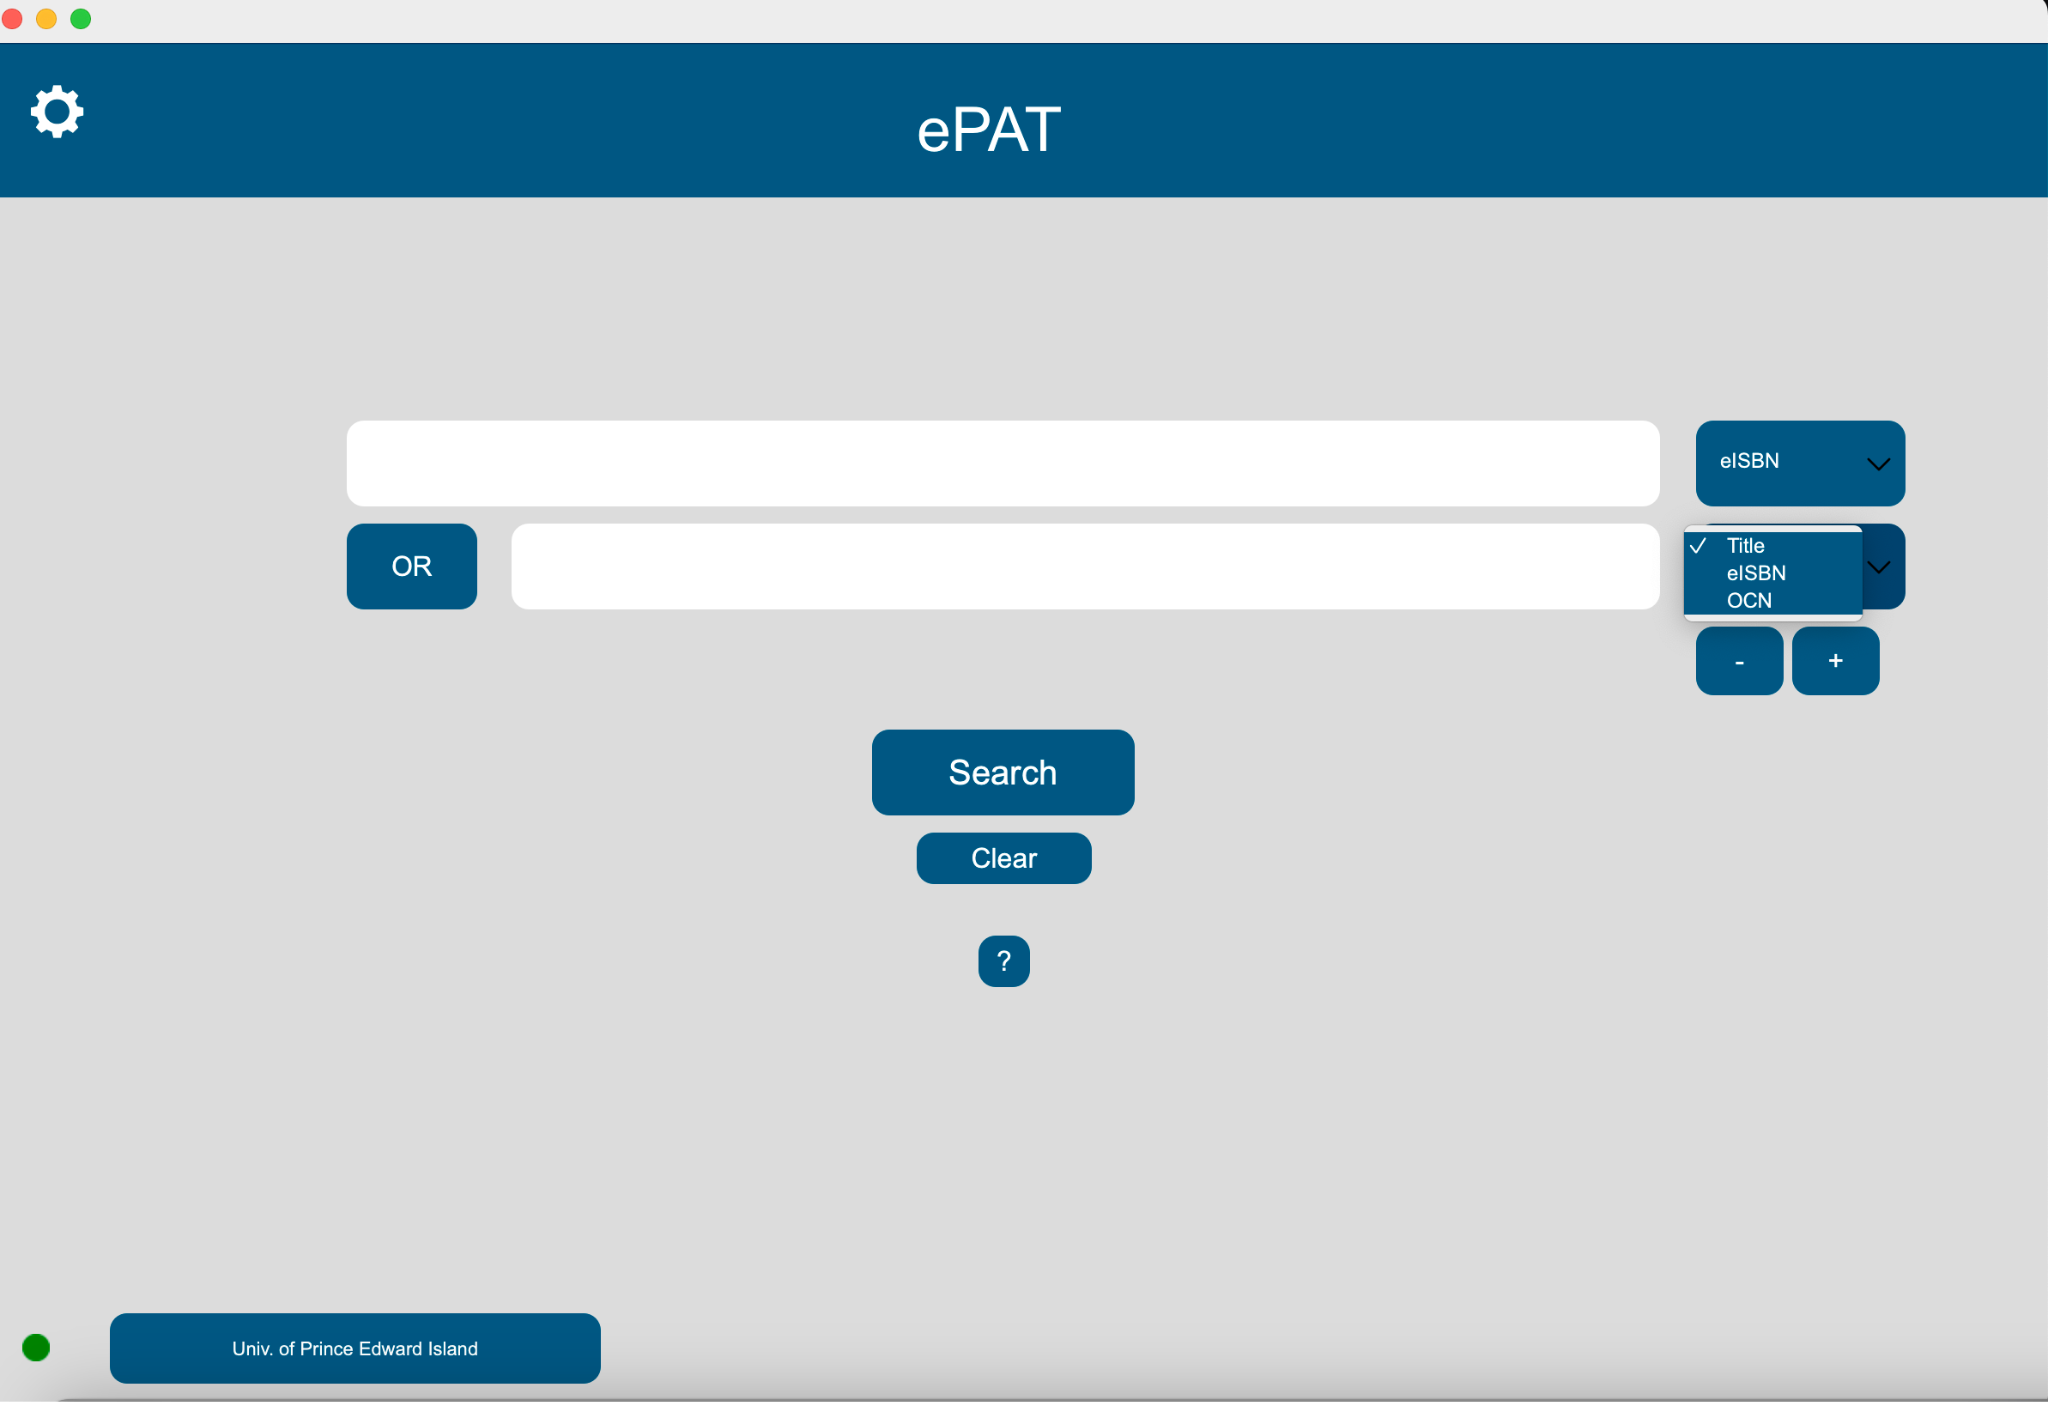 ePAT
eISBN
OR
✓ Title
eISBN
OCN
- +
Search
Clear
?
Univ. of Prince Edward Island